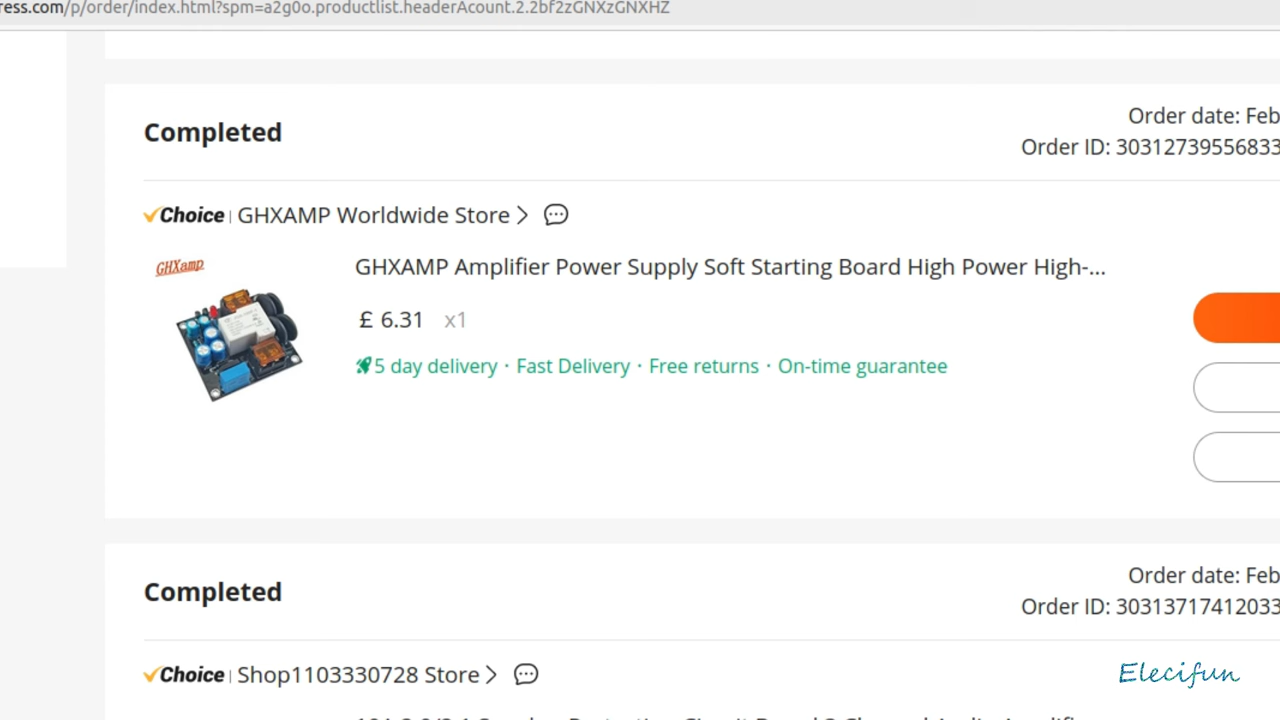 ress.com/p/order/index.html?spm=a2g0o.productlist.headerAcount.2.2bf2zGNXzGNXHZ
Completed
Order date: Feb
Order ID: 30312739556833
Choice | GHXAMP Worldwide Store >
GHXamp
GHXAMP Amplifier Power Supply Soft Starting Board High Power High-...
£ 6.31 x1
5 day delivery · Fast Delivery · Free returns · On-time guarantee
Completed
Order date: Feb
Order ID: 30313717412033
Choice | Shop1103330728 Store >
Elecifun